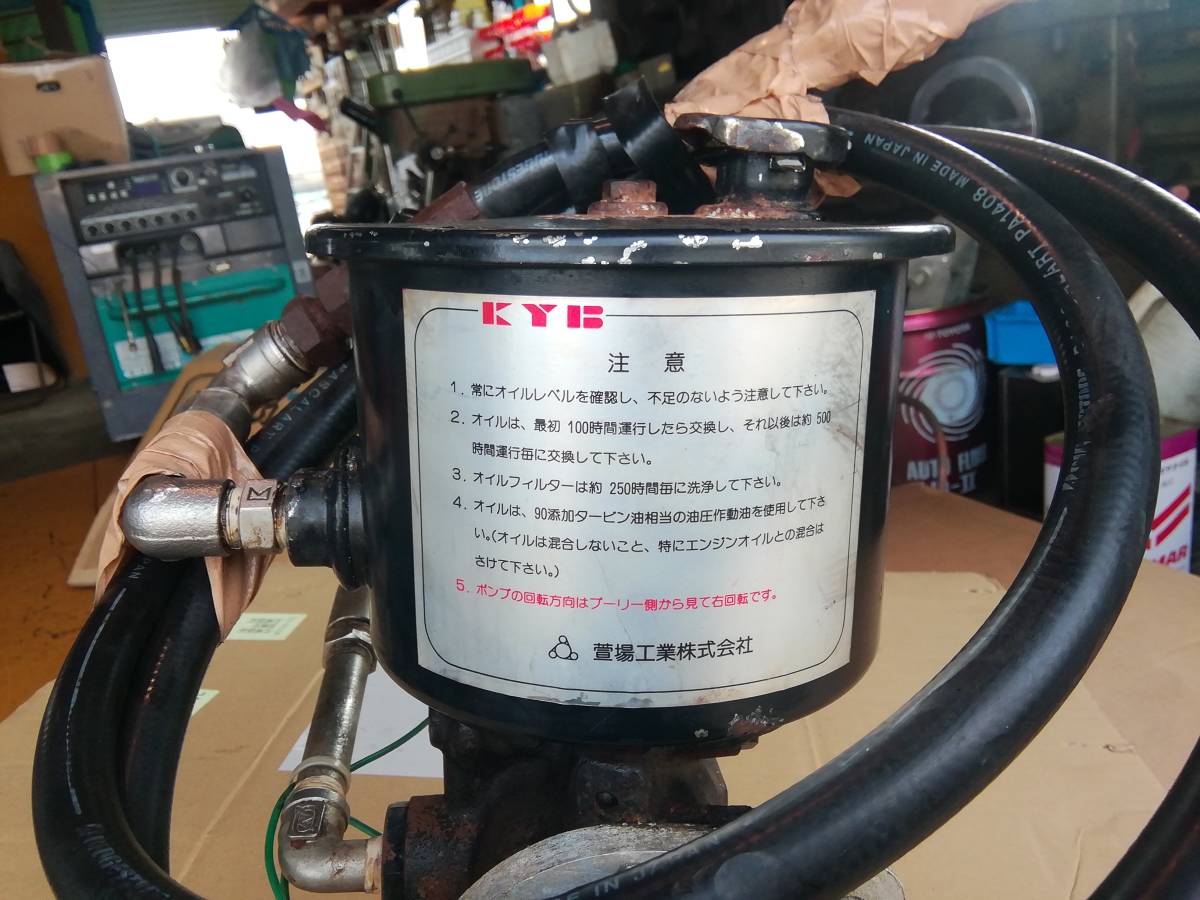 MADE IN JAPAN
PA1408
KYB
注 意
1. 常にオイルレベルを確認し、不足のないよう注意して下さい。
2. オイルは、最初 100時間運行したら交換し、それ以後は約 500
時間運行毎に交換して下さい。
3. オイルフィルターは約 250時間毎に洗浄して下さい。
4. オイルは、90添加タービン油相当の油圧作動油を使用して下さ
い。(オイルは混合しないこと、特にエンジンオイルとの混合は
さけて下さい。)
5. ポンプの回転方向はプーリー側から見て右回転です。
萱場工業株式会社
TOYOTA
AUTO FLUID